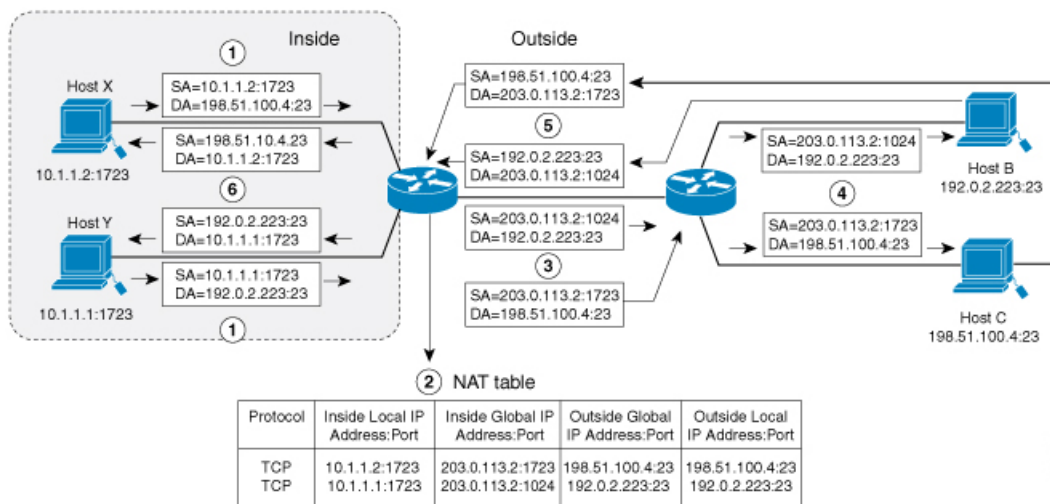 Inside
Outside
1
Host X
SA=10.1.1.2:1723
DA=198.51.100.4:23
SA=198.51.10.4.23
DA=10.1.1.2:1723
10.1.1.2:1723
6
Host Y
SA=192.0.2.223:23
DA=10.1.1.1:1723
SA=10.1.1.1:1723
DA=192.0.2.223:23
10.1.1.1:1723
1
SA=198.51.100.4:23
DA=203.0.113.2:1723
5
SA=192.0.2.223:23
DA=203.0.113.2:1024
SA=203.0.113.2:1024
DA=192.0.2.223:23
3
SA=203.0.113.2:1723
DA=198.51.100.4:23
SA=203.0.113.2:1024
DA=192.0.2.223:23
4
SA=203.0.113.2:1723
DA=198.51.100.4:23
Host B
192.0.2.223:23
Host C
198.51.100.4:23
2 NAT table
Protocol
Inside Local IP
Address:Port
Inside Global IP
Address:Port
Outside Global
IP Address:Port
Outside Local
IP Address:Port
TCP 10.1.1.2:1723 203.0.113.2:1723 198.51.100.4:23 198.51.100.4:23
TCP 10.1.1.1:1723 203.0.113.2:1024 192.0.2.223:23 192.0.2.223:23